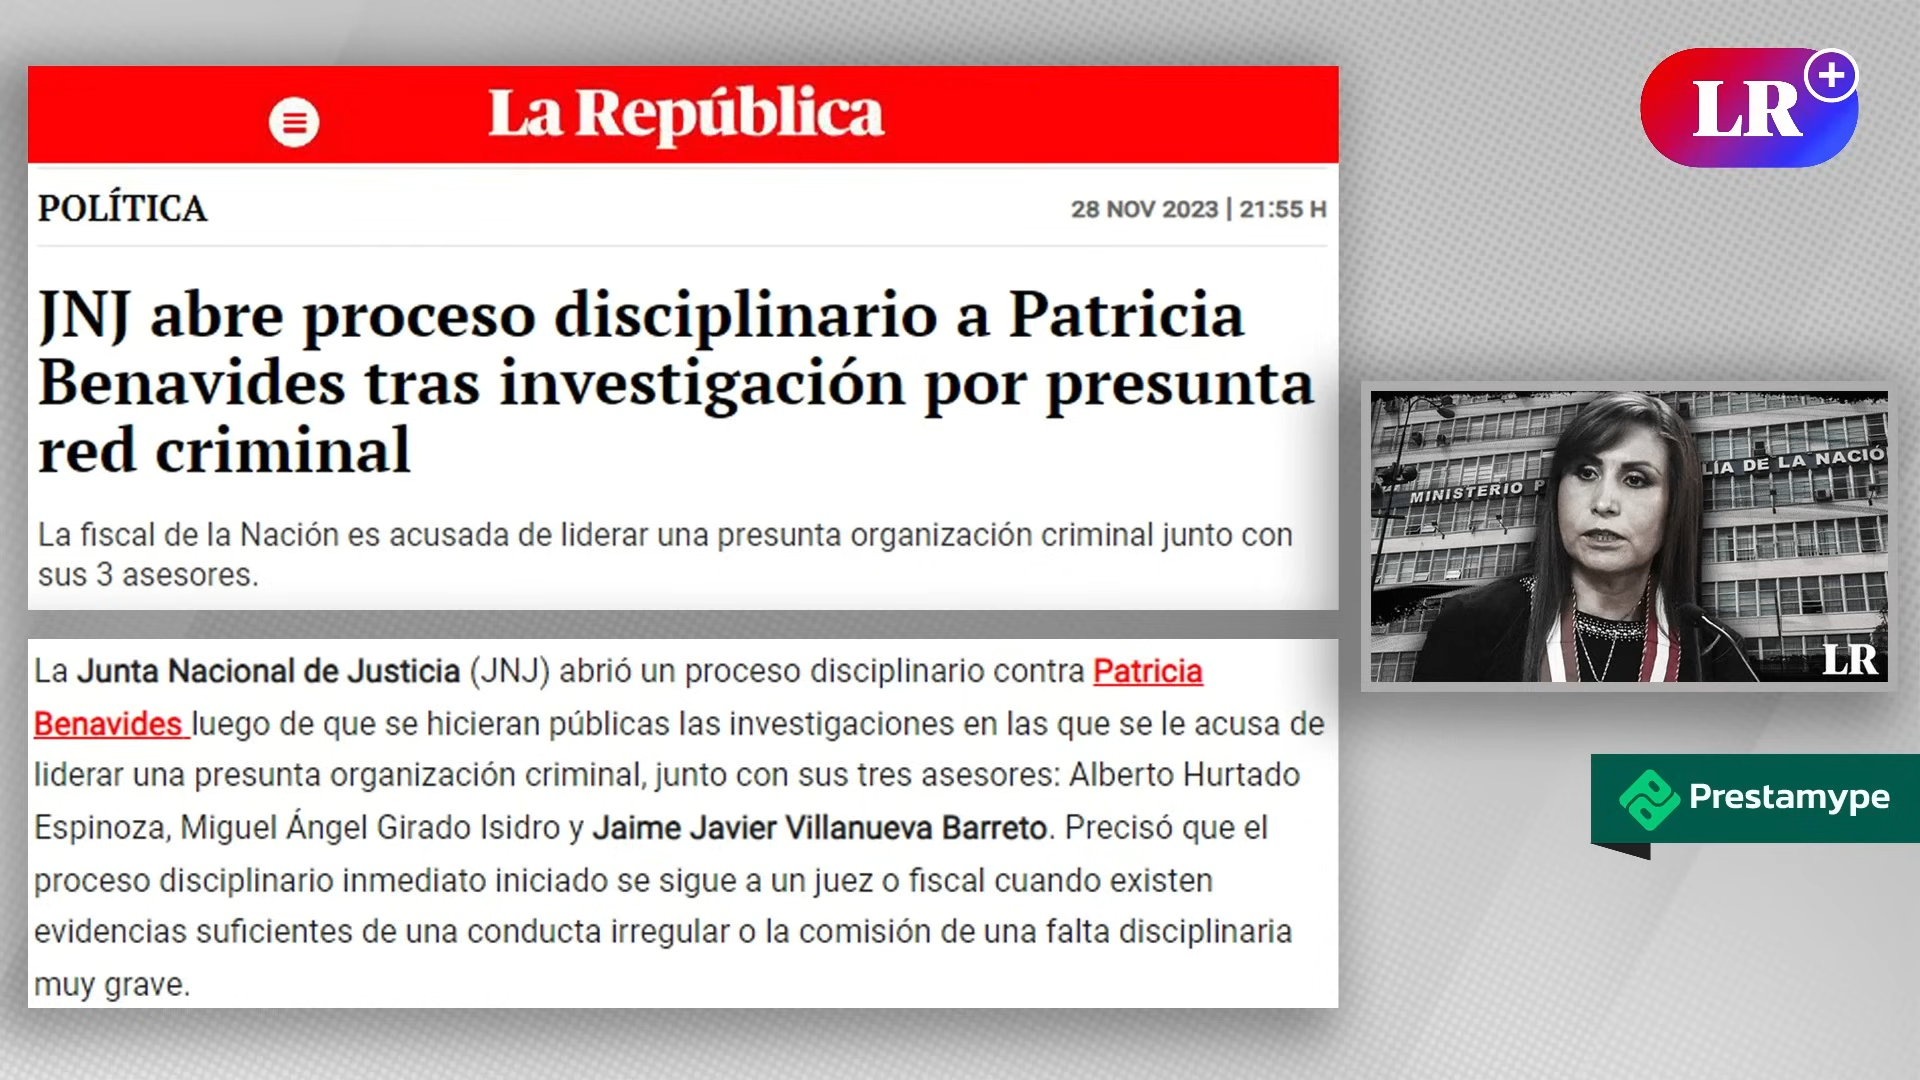 La República
LR+
POLÍTICA
28 NOV 2023 | 21:55 H
JNJ abre proceso disciplinario a Patricia
Benavides tras investigación por presunta
red criminal
La fiscal de la Nación es acusada de liderar una presunta organización criminal junto con
sus 3 asesores.
La Junta Nacional de Justicia (JNJ) abrió un proceso disciplinario contra Patricia
Benavides luego de que se hicieran públicas las investigaciones en las que se le acusa de
liderar una presunta organización criminal, junto con sus tres asesores: Alberto Hurtado
Espinoza, Miguel Ángel Girado Isidro y Jaime Javier Villanueva Barreto. Precisó que el
proceso disciplinario inmediato iniciado se sigue a un juez o fiscal cuando existen
evidencias suficientes de una conducta irregular o la comisión de una falta disciplinaria
muy grave.
MINISTERIO P
LÍA DE LA NACIÓ
LR
Prestamype